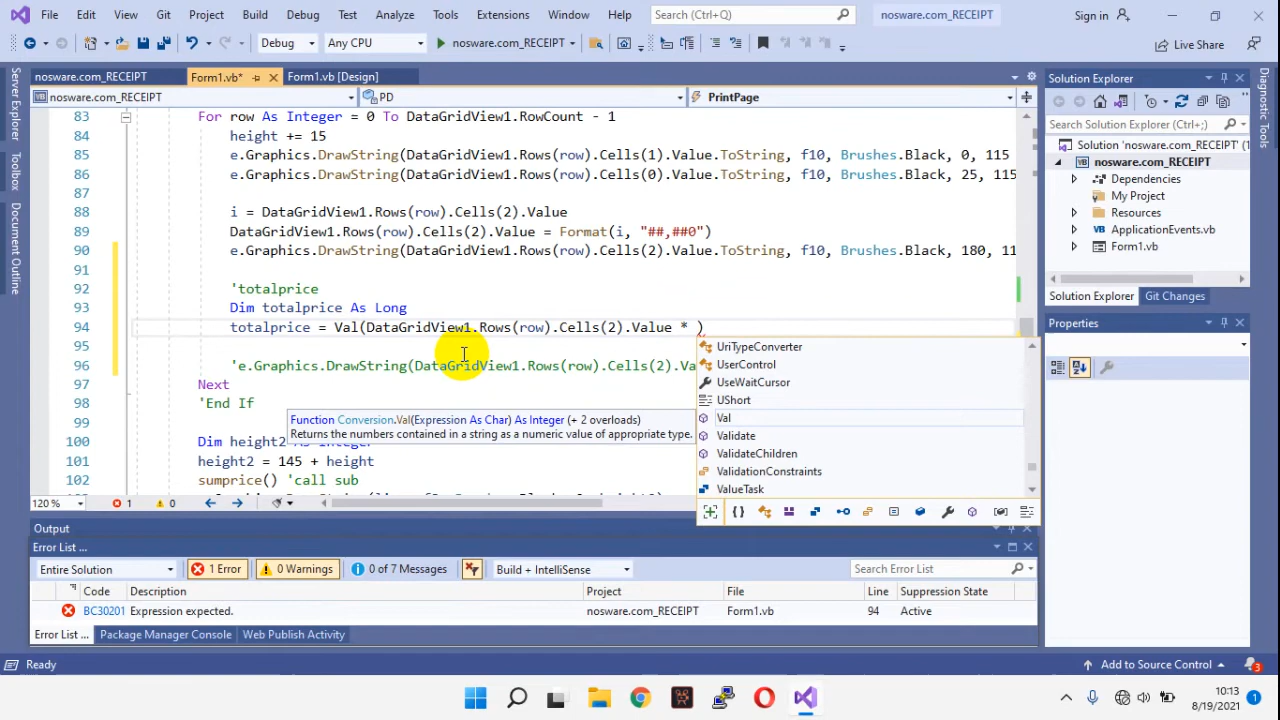 File Edit View Git Project Build Debug Test Analyze Tools Extensions Window Help Search (Ctrl+Q) nosware.com_RECEIPT Sign in
Debug Any CPU nosware.com_RECEIPT Live Share
Server Explorer
Toolbox
Document Outline
nosware.com_RECEIPT Form1.vb* Form1.vb [Design]
nosware.com_RECEIPT PD PrintPage
83 For row As Integer = 0 To DataGridView1.RowCount - 1
84 height += 15
85 e.Graphics.DrawString(DataGridView1.Rows(row).Cells(1).Value.ToString, f10, Brushes.Black, 0, 115
86 e.Graphics.DrawString(DataGridView1.Rows(row).Cells(0).Value.ToString, f10, Brushes.Black, 25, 115
87
88 i = DataGridView1.Rows(row).Cells(2).Value
89 DataGridView1.Rows(row).Cells(2).Value = Format(i, "##,##0")
90 e.Graphics.DrawString(DataGridView1.Rows(row).Cells(2).Value.ToString, f10, Brushes.Black, 180, 11
91
92 'totalprice
93 Dim totalprice As Long
94 totalprice = Val(DataGridView1.Rows(row).Cells(2).Value * )
95
96 'e.Graphics.DrawString(DataGridView1.Rows(row).Cells(2).Va
97 Next
98 'End If
99
100 Dim height2 As Integer
101 height2 = 145 + height
102 sumprice() 'call sub
Function Conversion.Val(Expression As Char) As Integer (+ 2 overloads)
Returns the numbers contained in a string as a numeric value of appropriate type.
UriTypeConverter
UserControl
UseWaitCursor
UShort
Val
Validate
ValidateChildren
ValidationConstraints
ValueTask
120 % 1 0
Output
Error List ...
Entire Solution 1 Error 0 Warnings 0 of 7 Messages Build + IntelliSense Search Error List
Code Description Project File Line Suppression State
BC30201 Expression expected. nosware.com_RECEIPT Form1.vb 94 Active
Error List ... Package Manager Console Web Publish Activity
Solution Explorer
Search Solution Explorer (Ctrl+;)
Solution 'nosware.com_RECEIPT' (1
nosware.com_RECEIPT
Dependencies
My Project
Resources
ApplicationEvents.vb
Form1.vb
Solution Explorer Git Changes
Properties
Diagnostic Tools
Ready Add to Source Control 3
10:13
8/19/2021 1